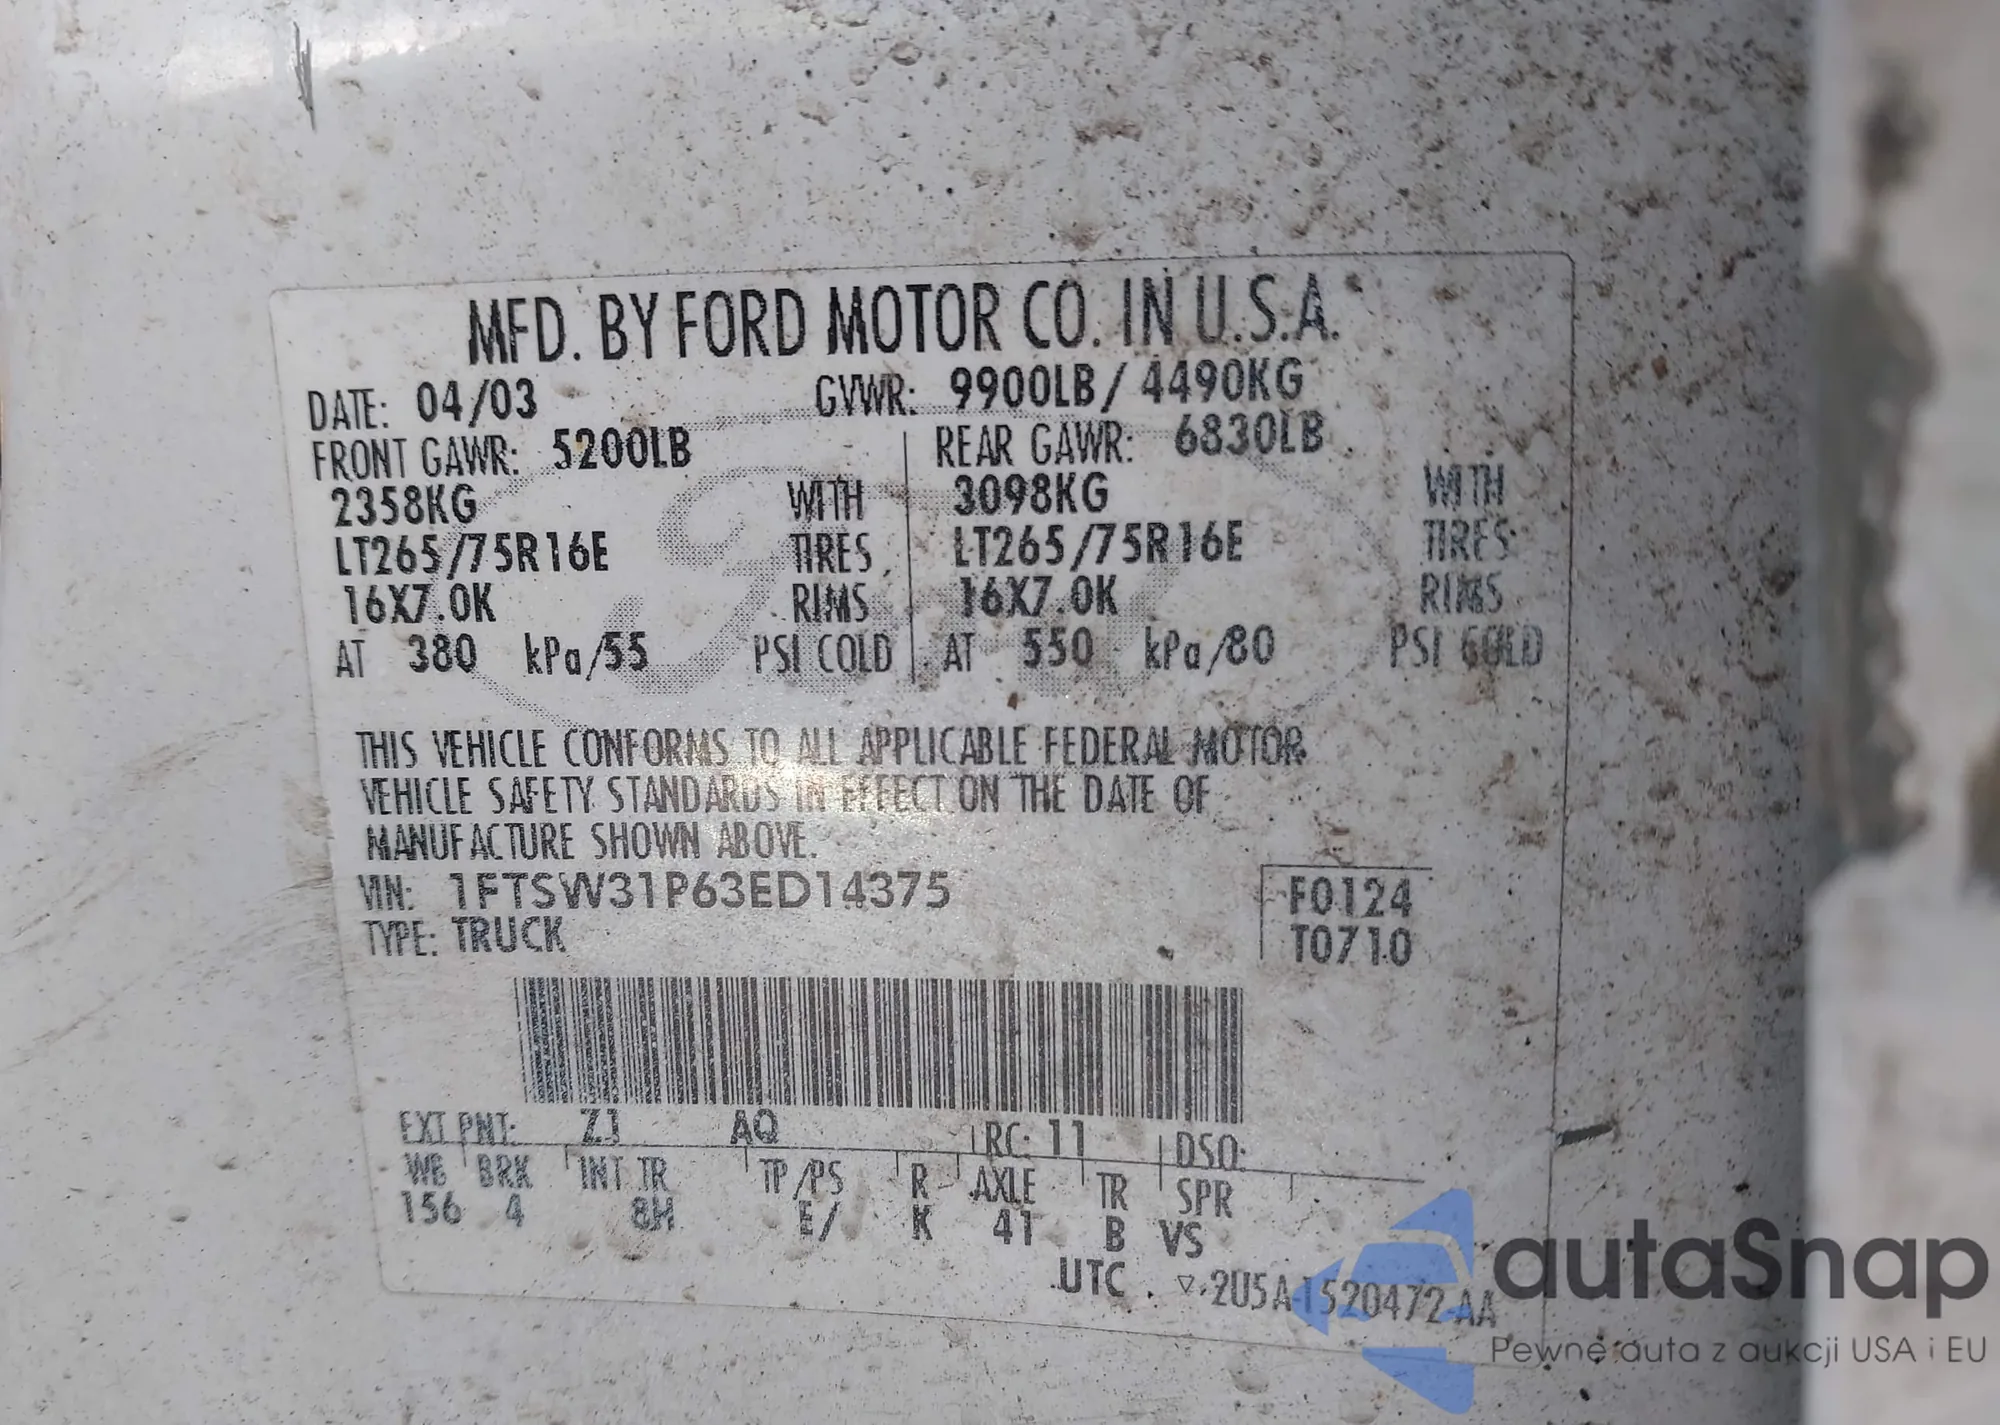 MFD. BY FORD MOTOR CO. IN U.S.A.
DATE: 04/03 GVWR: 9900LB / 4490KG
FRONT GAWR: 5200LB REAR GAWR: 6830LB
2358KG WITH 3098KG WITH
LT265/75R16E TIRES LT265/75R16E TIRES
16X7.0K RIMS 16X7.0K RIMS
AT 380 kPa/55 PSI COLD AT 550 kPa/80 PSI COLD
THIS VEHICLE CONFORMS TO ALL APPLICABLE FEDERAL MOTOR
VEHICLE SAFETY STANDARDS IN EFFECT ON THE DATE OF
MANUFACTURE SHOWN ABOVE.
VIN: 1FTSW31P63ED14375
TYPE: TRUCK
F0124
T0710
EXT PNT: Z1 AQ RC: 11 DSO:
WB BRK INT TR TP/PS R AXLE TR SPR
156 4 8H E/ K 41 B VS
UTC ▽ 2U5A-1520472-AA
autaSnap
Pewne auta z aukcji USA i EU